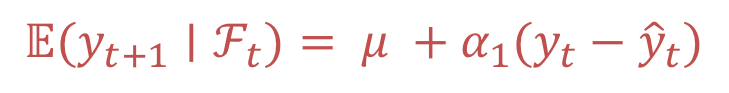 𝔼(y_{t+1} ∣ ℱ_t) = μ + α_1(y_t − ŷ_t)